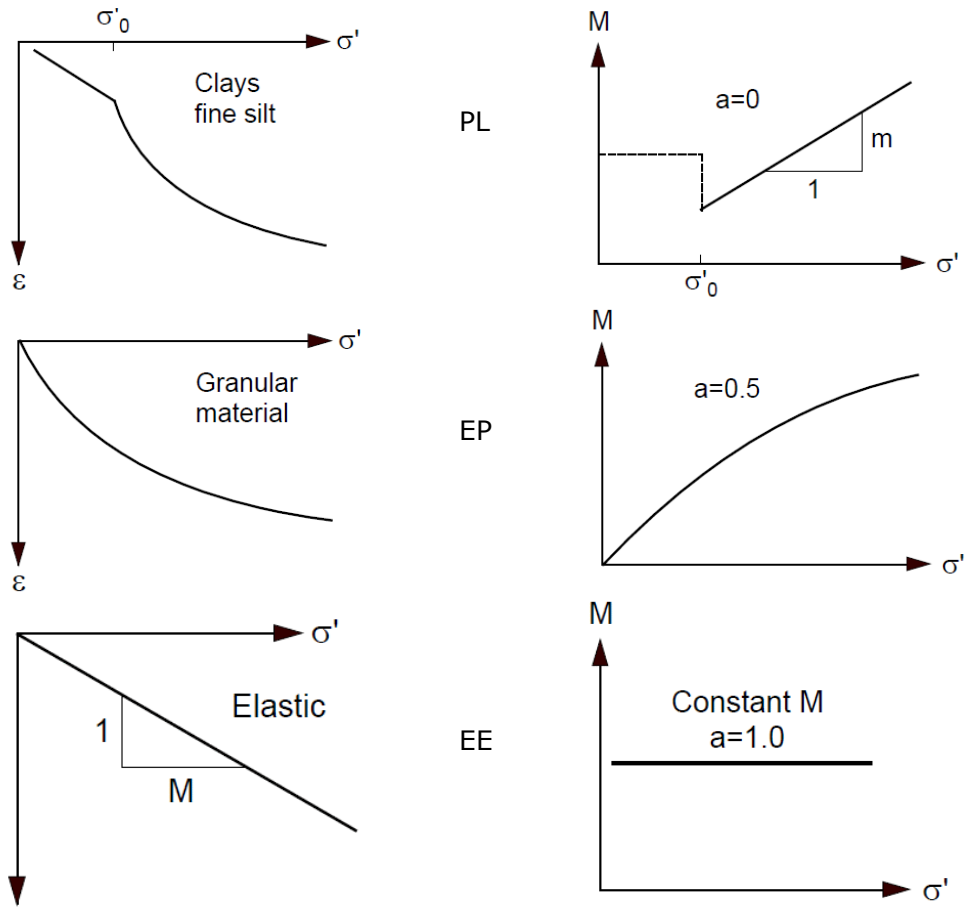 σ'₀
σ'
Clays
fine silt
ε
PL
M
a=0
m
1
σ'₀
σ'
σ'
Granular
material
ε
EP
M
a=0.5
σ'
σ'
Elastic
1
M
EE
M
Constant M
a=1.0
σ'